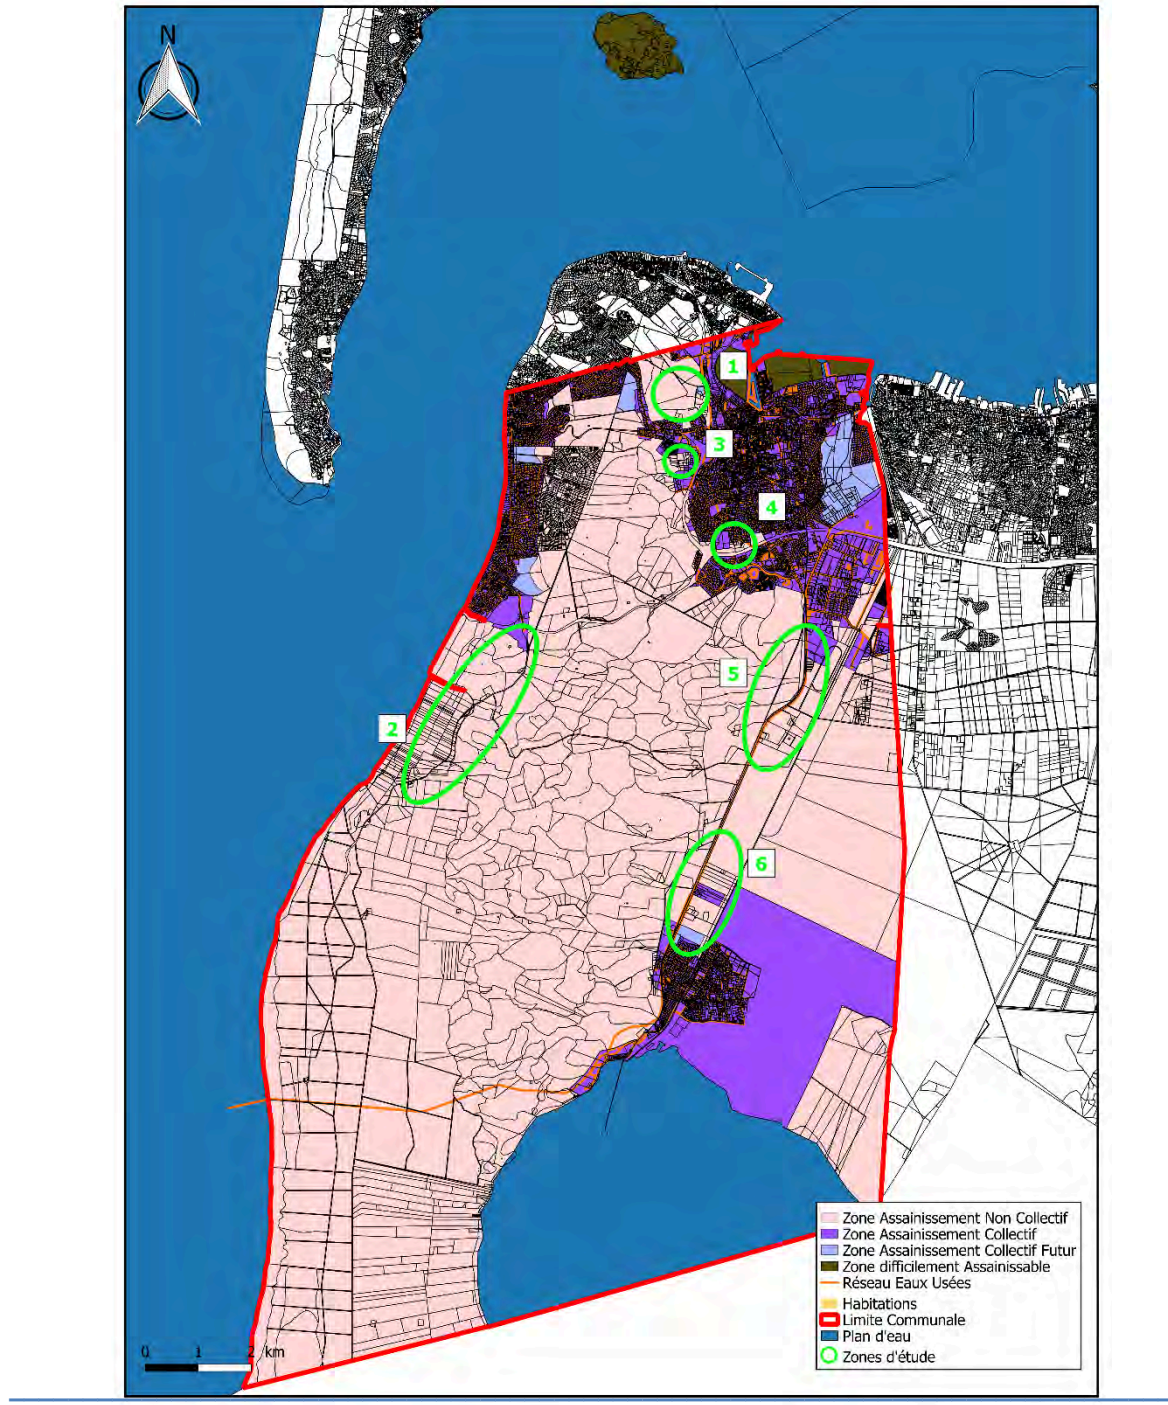 N
1
3
4
5
2
6
Zone Assainissement Non Collectif
Zone Assainissement Collectif
Zone Assainissement Collectif Futur
Zone difficilement Assainissable
Réseau Eaux Usées
Habitations
Limite Communale
Plan d'eau
Zones d'étude
0 1 2 km